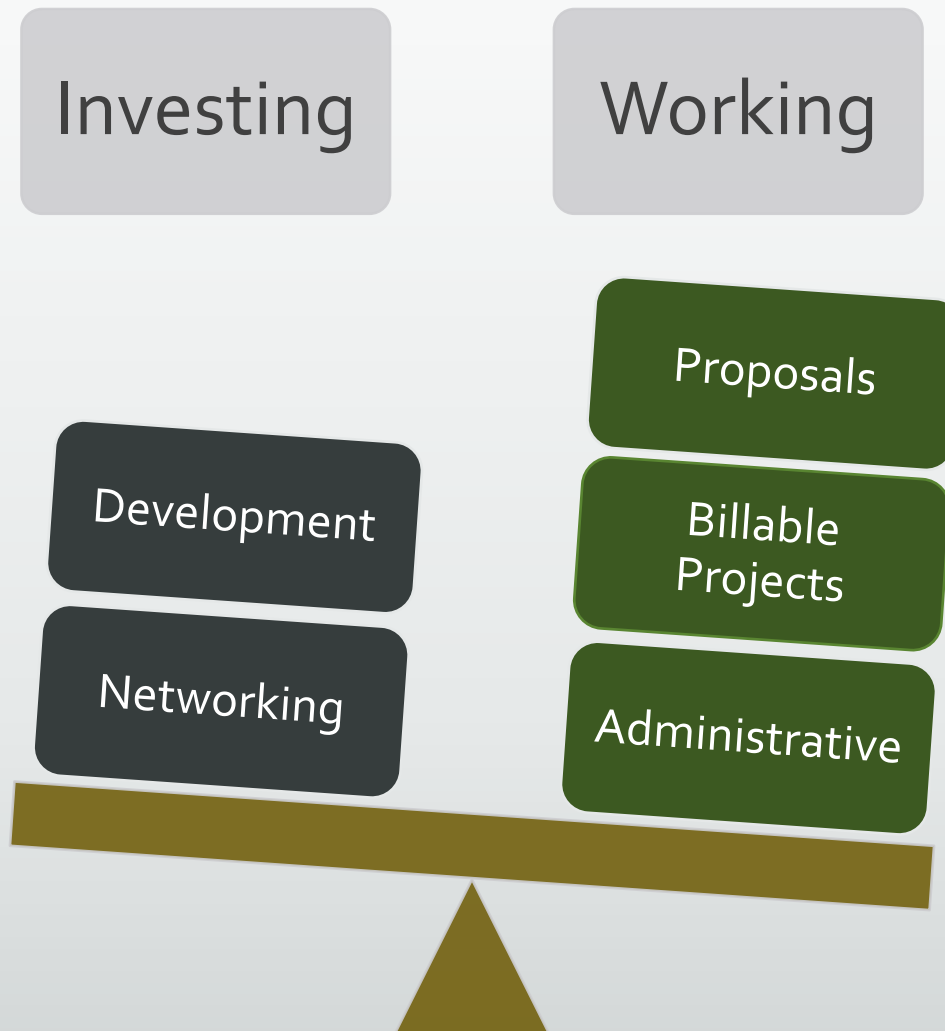 Investing
Working
Proposals
Development
Billable
Projects
Networking
Administrative